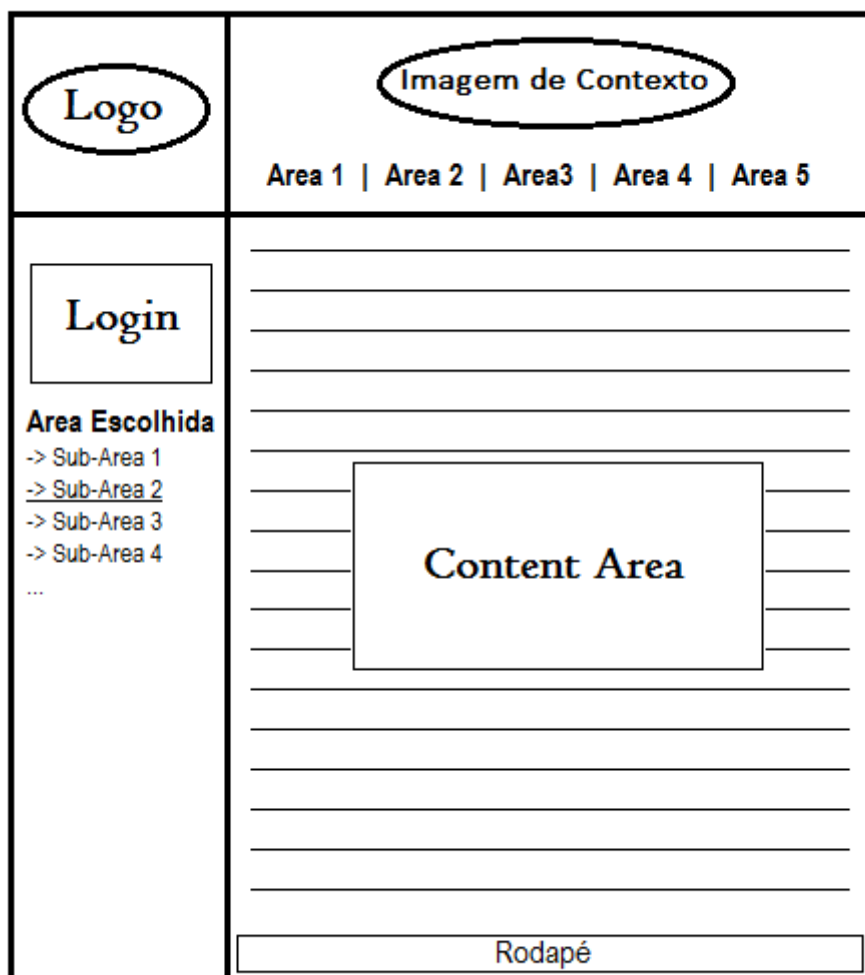 Logo
Imagem de Contexto
Area 1 | Area 2 | Area3 | Area 4 | Area 5
Login
Area Escolhida
-> Sub-Area 1
-> Sub-Area 2
-> Sub-Area 3
-> Sub-Area 4
...
Content Area
Rodapé